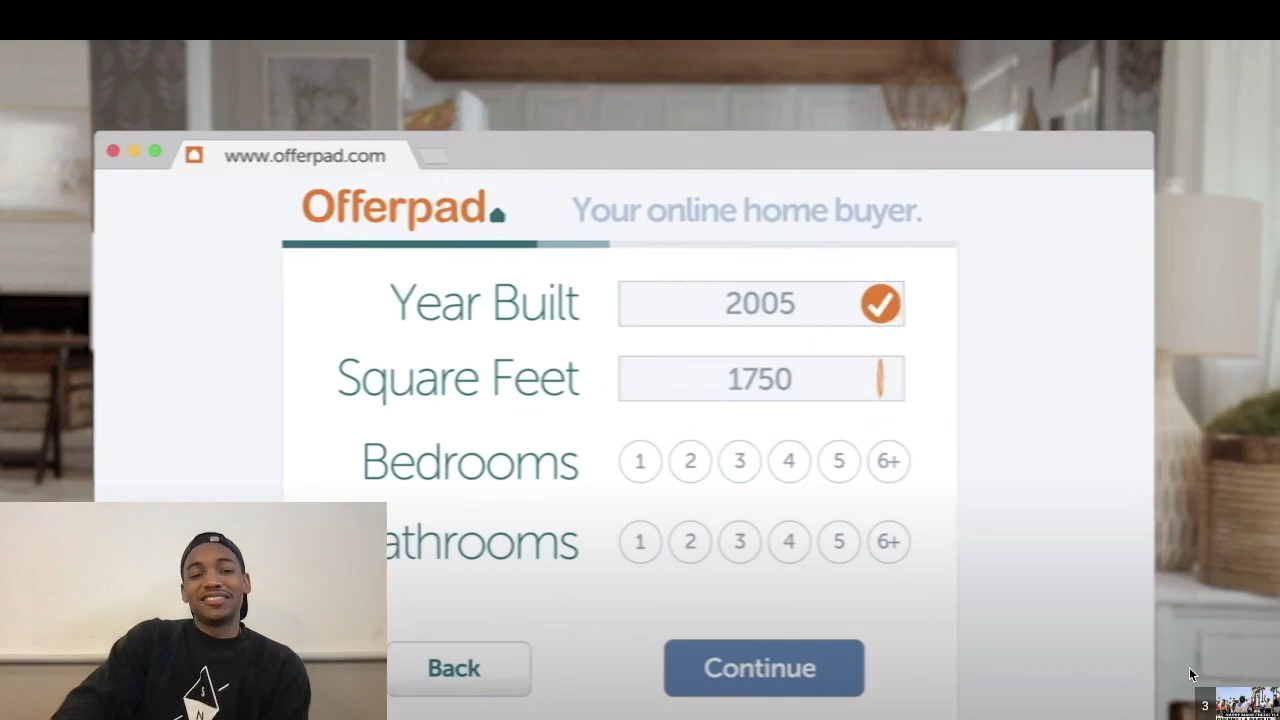 www.offerpad.com
Offerpad
Your online home buyer.
Year Built 2005
Square Feet 1750
Bedrooms 1 2 3 4 5 6+
athrooms 1 2 3 4 5 6+
Back Continue
S
N
3